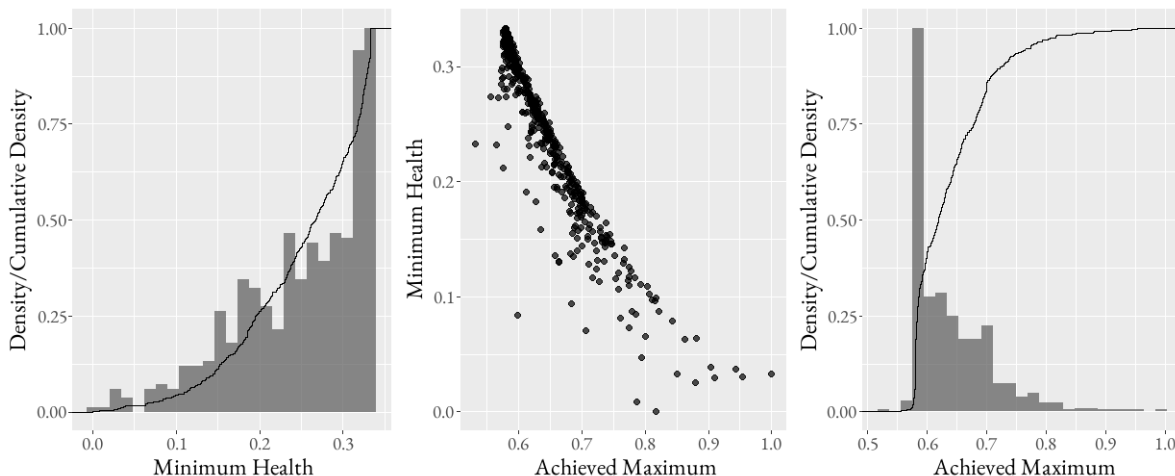 Density/Cumulative Density
1.00
0.75
0.50
0.25
0.00
0.0 0.1 0.2 0.3
Minimum Health
Minimum Health
0.3
0.2
0.1
0.0
0.6 0.7 0.8 0.9 1.0
Achieved Maximum
Density/Cumulative Density
1.00
0.75
0.50
0.25
0.00
0.5 0.6 0.7 0.8 0.9 1.0
Achieved Maximum